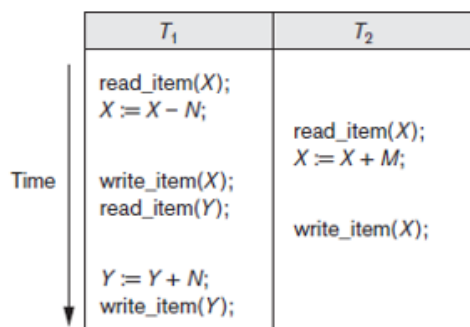 T1 T2
read_item(X);
X := X – N;
read_item(X);
X := X + M;
Time
write_item(X);
read_item(Y);
write_item(X);
Y := Y + N;
write_item(Y);